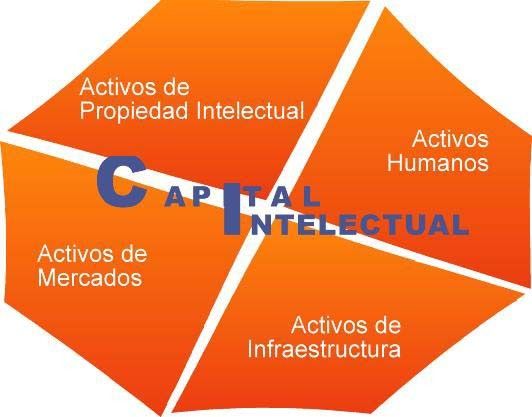 Activos de
Propiedad Intelectual
Activos
Humanos
CAPITAL
INTELECTUAL
Activos de
Mercados
Activos de
Infraestructura